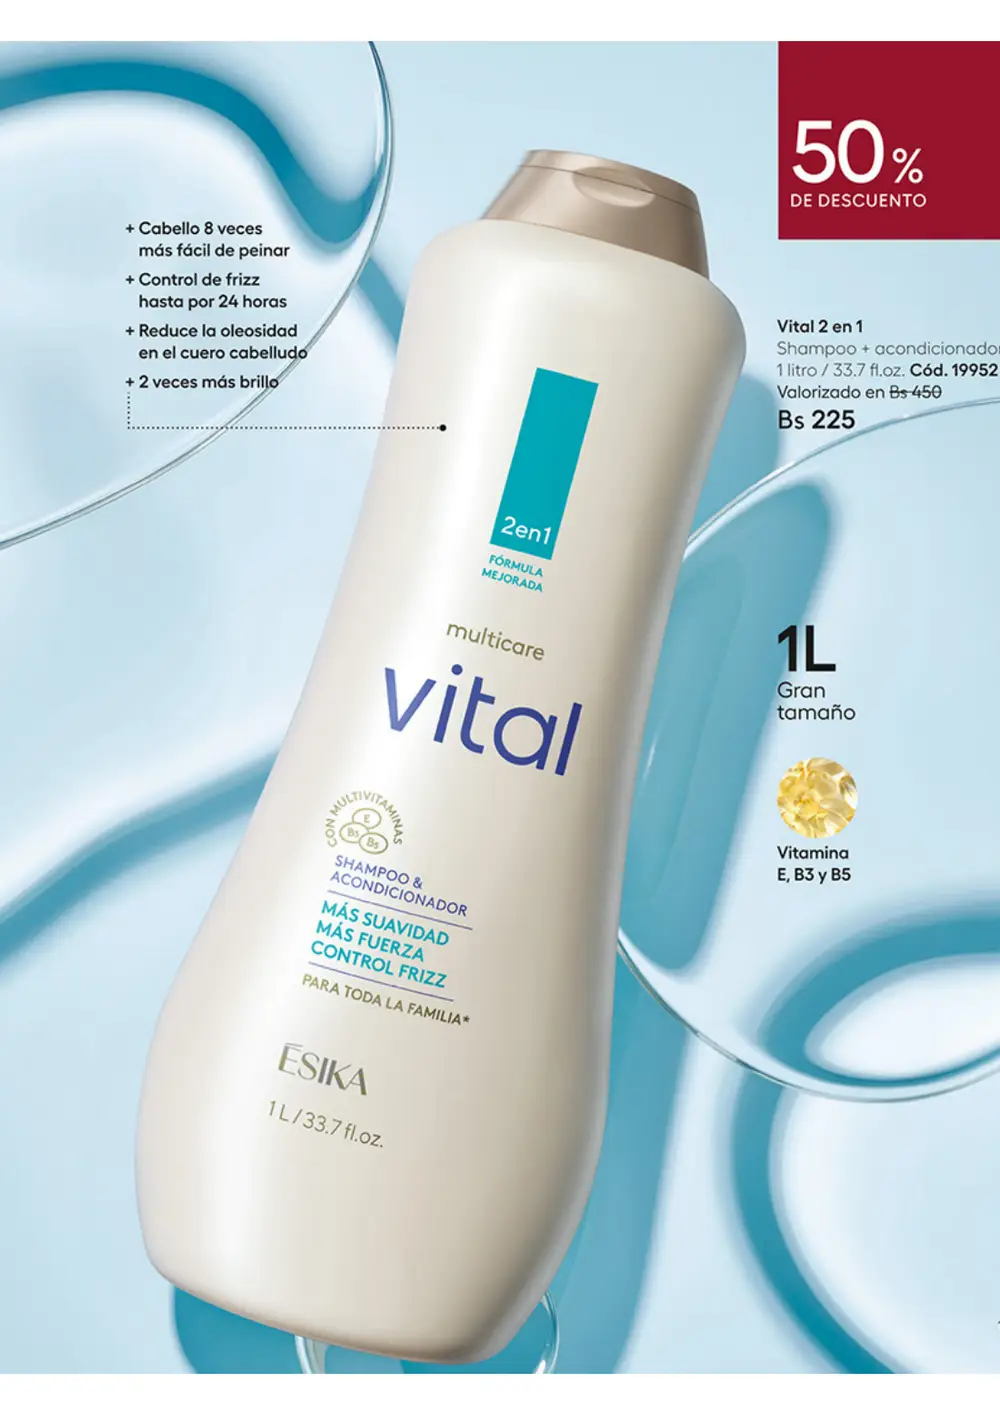 50%
DE DESCUENTO
+ Cabello 8 veces
más fácil de peinar
+ Control de frizz
hasta por 24 horas
+ Reduce la oleosidad
en el cuero cabelludo
+ 2 veces más brillo
Vital 2 en 1
Shampoo + acondicionador
1 litro / 33.7 fl.oz. Cód. 19952
Valorizado en Bs 450
Bs 225
2en1
FÓRMULA
MEJORADA
multicare
vital
CON MULTIVITAMINAS
E
B3 B5
SHAMPOO &
ACONDICIONADOR
MÁS SUAVIDAD
MÁS FUERZA
CONTROL FRIZZ
PARA TODA LA FAMILIA*
ÉSIKA
1 L/33.7 fl.oz.
1L
Gran
tamaño
Vitamina
E, B3 y B5